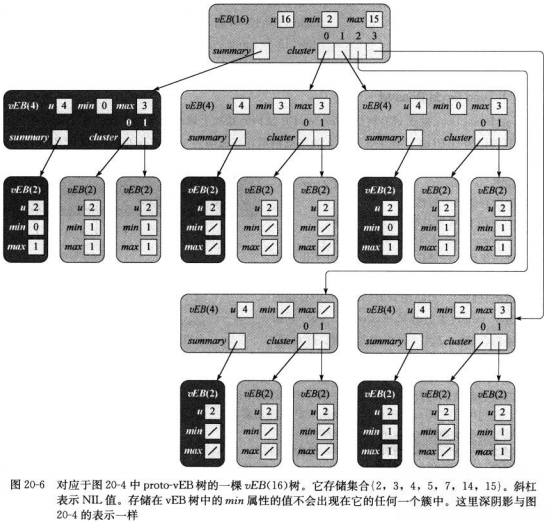 vEB(16) u 16 min 2 max 15
0 1 2 3
summary cluster
vEB(4) u 4 min 0 max 3
0 1
summary cluster
vEB(4) u 4 min 3 max 3
0 1
summary cluster
vEB(4) u 4 min 0 max 3
0 1
summary cluster
vEB(2) vEB(2) vEB(2) vEB(2) vEB(2) vEB(2) vEB(2) vEB(2) vEB(2)
u 2 u 2 u 2 u 2 u 2 u 2 u 2 u 2 u 2
min 0 min 1 min 1 min / min / min / min 0 min 1 min 1
max 1 max 1 max 1 max / max / max / max 1 max 1 max 1
vEB(4) u 4 min / max /
0 1
summary cluster
vEB(4) u 4 min 2 max 3
0 1
summary cluster
vEB(2) vEB(2) vEB(2) vEB(2) vEB(2) vEB(2)
u 2 u 2 u 2 u 2 u 2 u 2
min / min / min / min 1 min / min 1
max / max / max / max 1 max / max 1
图 20-6 对应于图 20-4 中 proto-vEB 树的一棵 vEB(16)树。它存储集合{2, 3, 4, 5, 7, 14, 15}。斜杠
表示 NIL 值。存储在 vEB 树中的 min 属性的值不会出现在它的任何一个簇中。这里深阴影与图
20-4 的表示一样